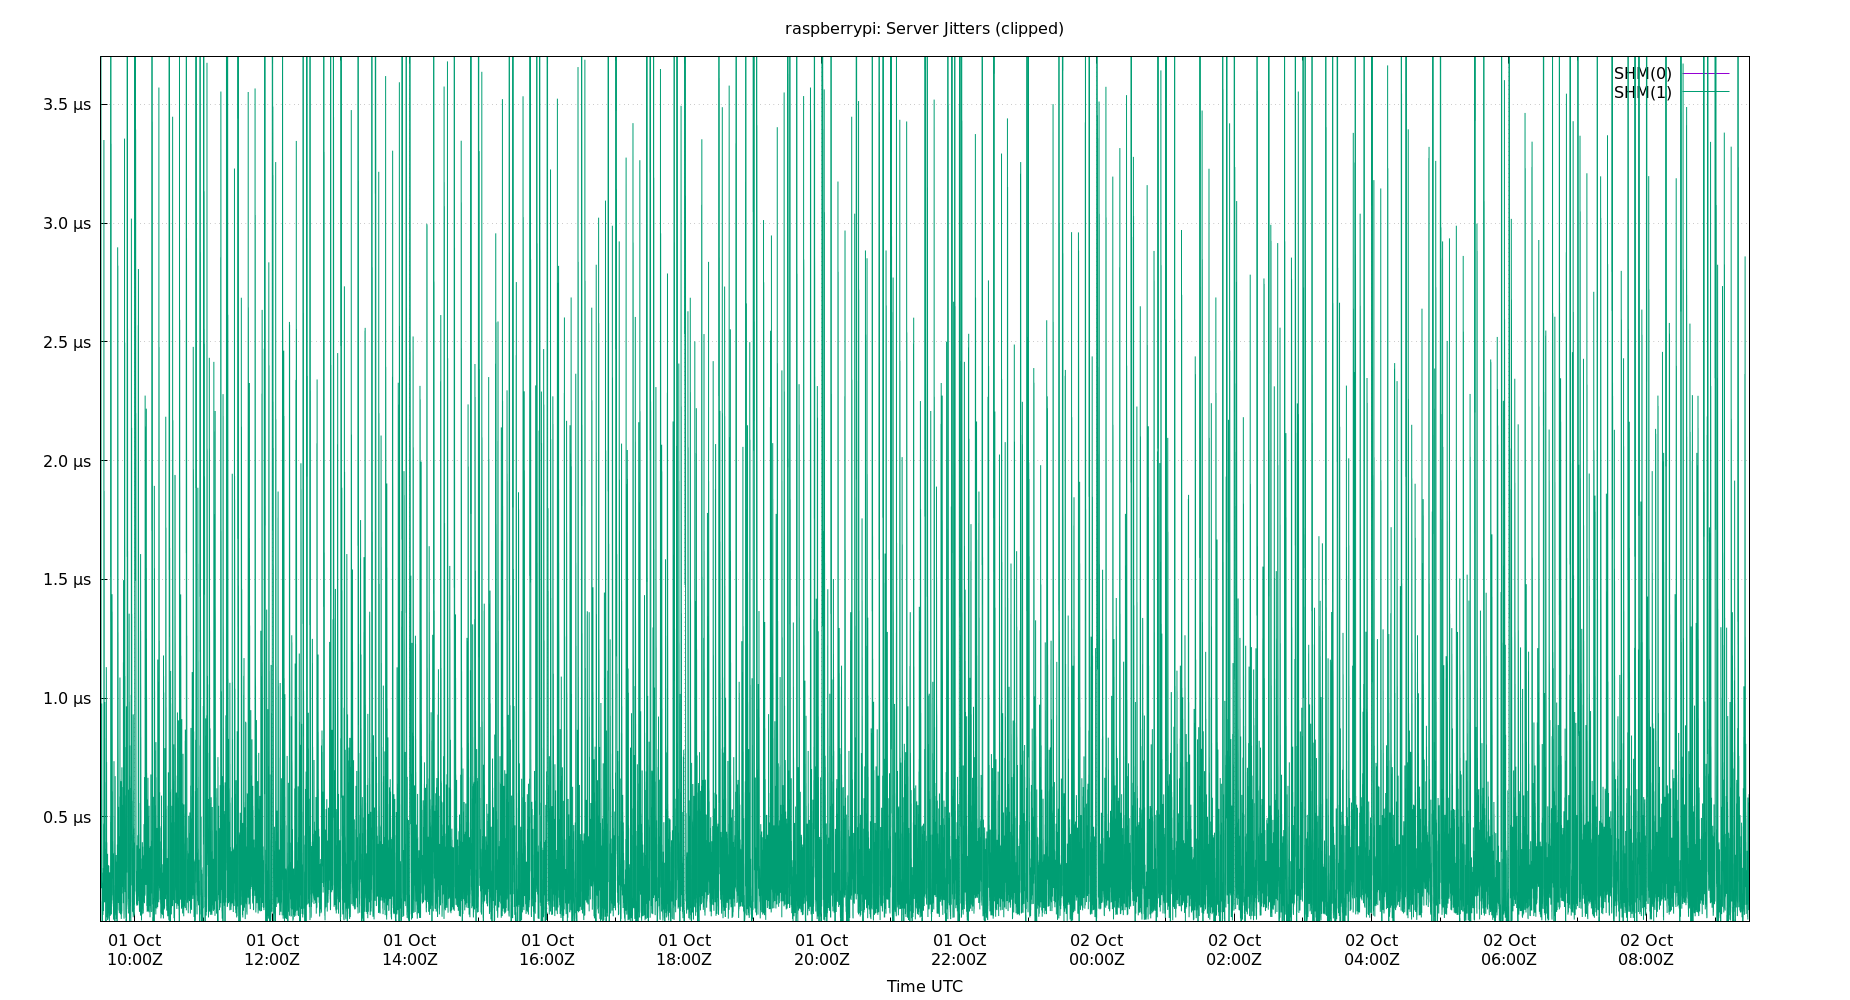 raspberrypi: Server Jitters (clipped)
SHM(0)
SHM(1)
3.5 µs
3.0 µs
2.5 µs
2.0 µs
1.5 µs
1.0 µs
0.5 µs
01 Oct 01 Oct 01 Oct 01 Oct 01 Oct 01 Oct 01 Oct 02 Oct 02 Oct 02 Oct 02 Oct 02 Oct
10:00Z 12:00Z 14:00Z 16:00Z 18:00Z 20:00Z 22:00Z 00:00Z 02:00Z 04:00Z 06:00Z 08:00Z
Time UTC